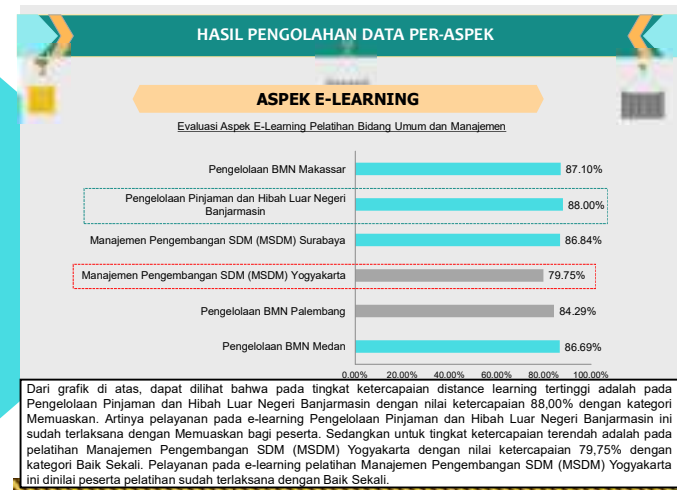 HASIL PENGOLAHAN DATA PER-ASPEK
ASPEK E-LEARNING
Evaluasi Aspek E-Learning Pelatihan Bidang Umum dan Manajemen
Pengelolaan BMN Makassar 87.10%
Pengelolaan Pinjaman dan Hibah Luar Negeri
Banjarmasin 88.00%
Manajemen Pengembangan SDM (MSDM) Surabaya 86.84%
Manajemen Pengembangan SDM (MSDM) Yogyakarta 79.75%
Pengelolaan BMN Palembang 84.29%
Pengelolaan BMN Medan 86.69%
0.00% 20.00% 40.00% 60.00% 80.00% 100.00%
Dari grafik di atas, dapat dilihat bahwa pada tingkat ketercapaian distance learning tertinggi adalah pada
Pengelolaan Pinjaman dan Hibah Luar Negeri Banjarmasin dengan nilai ketercapaian 88,00% dengan kategori
Memuaskan. Artinya pelayanan pada e-learning Pengelolaan Pinjaman dan Hibah Luar Negeri Banjarmasin ini
sudah terlaksana dengan Memuaskan bagi peserta. Sedangkan untuk tingkat ketercapaian terendah adalah pada
pelatihan Manajemen Pengembangan SDM (MSDM) Yogyakarta dengan nilai ketercapaian 79,75% dengan
kategori Baik Sekali. Pelayanan pada e-learning pelatihan Manajemen Pengembangan SDM (MSDM) Yogyakarta
ini dinilai peserta pelatihan sudah terlaksana dengan Baik Sekali.